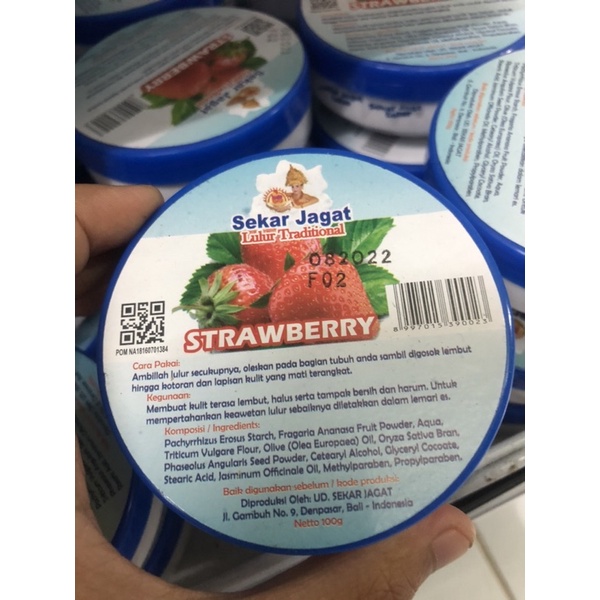 STRAWBERRY
STRAWBERRY
Sekar Jagat
Lulur Traditional
082022
F02
STRAWBERRY
POM NA18160701384
8997015390023
Cara Pakai:
Ambillah lulur secukupnya, oleskan pada bagian tubuh anda sambil digosok lembut
hingga kotoran dan lapisan kulit yang mati terangkat.
Kegunaan:
Membuat kulit terasa lembut, halus serta tampak bersih dan harum. Untuk
mempertahankan keawetan lulur sebaiknya diletakkan dalam lemari es.
Komposisi / Ingredients:
Pachyrrhizus Erosus Starch, Fragaria Ananasa Fruit Powder, Aqua,
Triticum Vulgare Flour, Olive (Olea Europaea) Oil, Oryza Sativa Bran,
Phaseolus Angularis Seed Powder, Cetearyl Alcohol, Glyceryl Cocoate,
Stearic Acid, Jasminum Officinale Oil, Methylparaben, Propylparaben.
Baik digunakan sebelum / kode produksi:
Diproduksi Oleh: UD. SEKAR JAGAT
Jl. Gambuh No. 9, Denpasar, Bali - Indonesia
Netto 100g